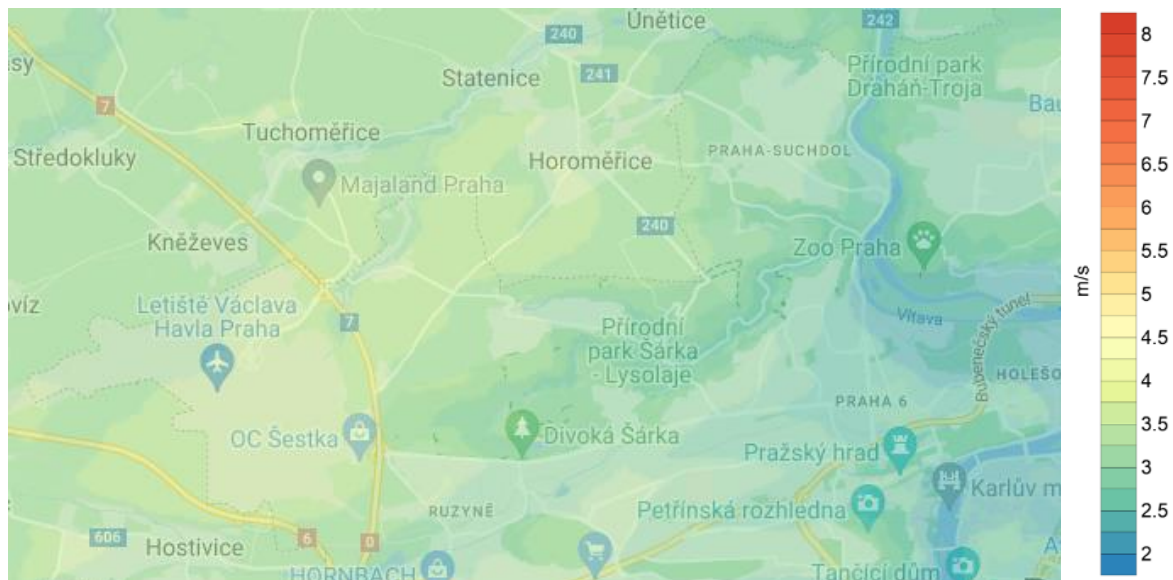 Únětice
242
240
asy
241
Přírodní park
Draháň-Troja
Statenice
7
Bau
Tuchoměřice
Středokluky
Horoměřice
PRAHA-SUCHDOL
Majaland Praha
240
Kněževes
Zoo Praha
Letiště Václava
Havla Praha
ovíz
7
Vltava
Bubenečský tunel
Přírodní
park Šárka
- Lysolaje
HOLEŠO
PRAHA 6
OC Šestka
Divoká Šárka
Pražský hrad
Karlův m
Petřínská rozhledna
RUZYNĚ
606
6
0
Hostivice
HORNBACH
Tančící dům
m/s
8
7.5
7
6.5
6
5.5
5
4.5
4
3.5
3
2.5
2